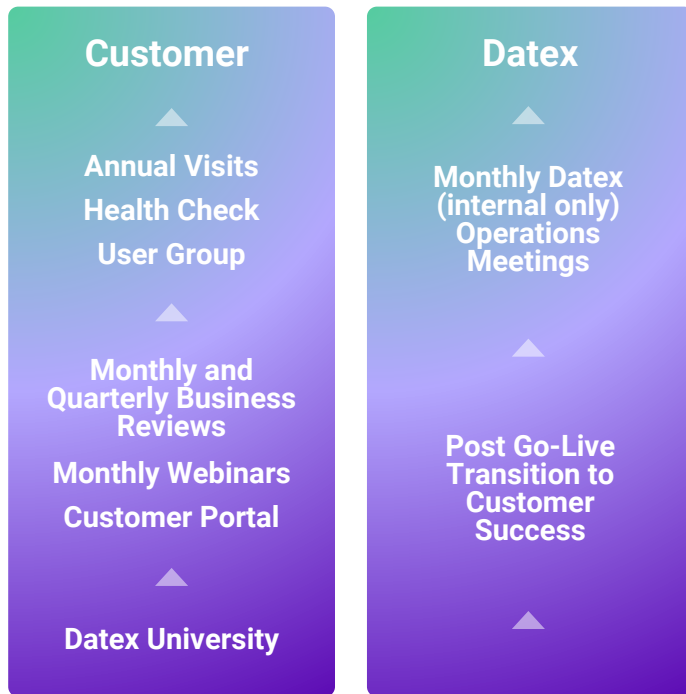 Customer
Annual Visits
Health Check
User Group
Monthly and
Quarterly Business
Reviews
Monthly Webinars
Customer Portal
Datex University
Datex
Monthly Datex
(internal only)
Operations
Meetings
Post Go-Live
Transition to
Customer
Success